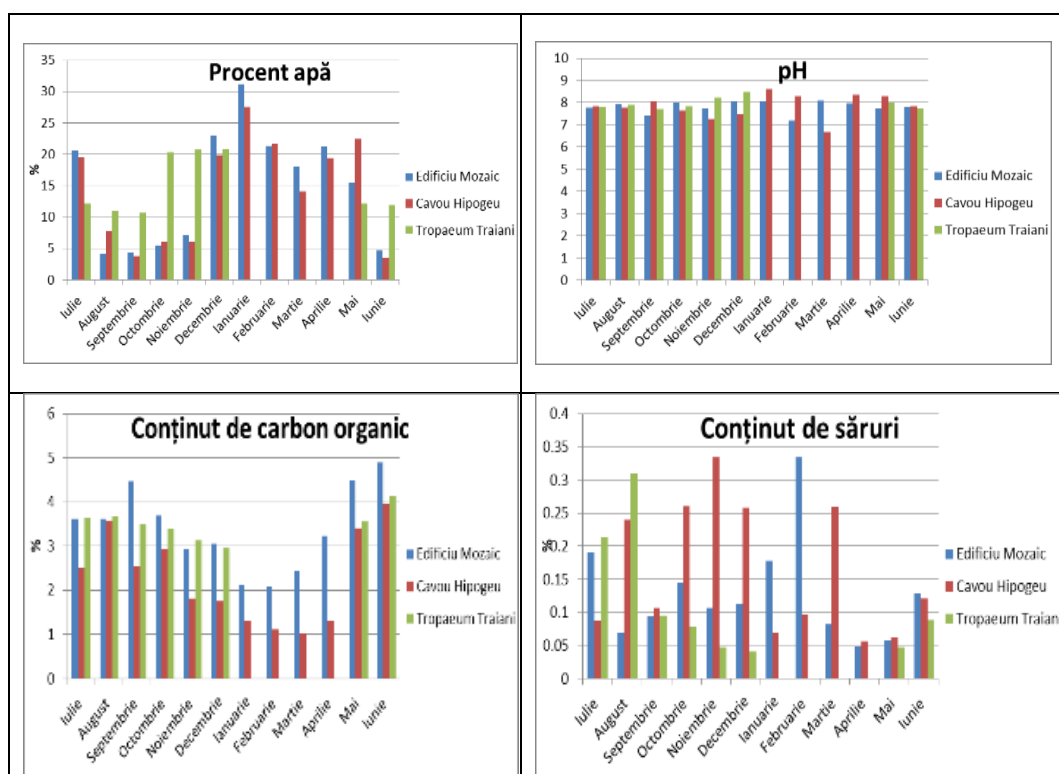 Procent apă
35
30
25
20
15
10
5
0
%
Iulie
August
Septembrie
Octombrie
Noiembrie
Decembrie
Ianuarie
Februarie
Martie
Aprilie
Mai
Iunie
Edificiu Mozaic
Cavou Hipogeu
Tropaeum Traiani
pH
10
9
8
7
6
5
4
3
2
1
0
Iulie
August
Septembrie
Octombrie
Noiembrie
Decembrie
Ianuarie
Februarie
Martie
Aprilie
Mai
Iunie
Edificiu Mozaic
Cavou Hipogeu
Tropaeum Traiani
Conținut de carbon organic
6
5
4
3
2
1
0
%
Iulie
August
Septembrie
Octombrie
Noiembrie
Decembrie
Ianuarie
Februarie
Martie
Aprilie
Mai
Iunie
Edificiu Mozaic
Cavou Hipogeu
Tropaeum Traiani
Conținut de săruri
0.4
0.35
0.3
0.25
0.2
0.15
0.1
0.05
0
%
Iulie
August
Septembrie
Octombrie
Noiembrie
Decembrie
Ianuarie
Februarie
Martie
Aprilie
Mai
Iunie
Edificiu Mozaic
Cavou Hipogeu
Tropaeum Traiani